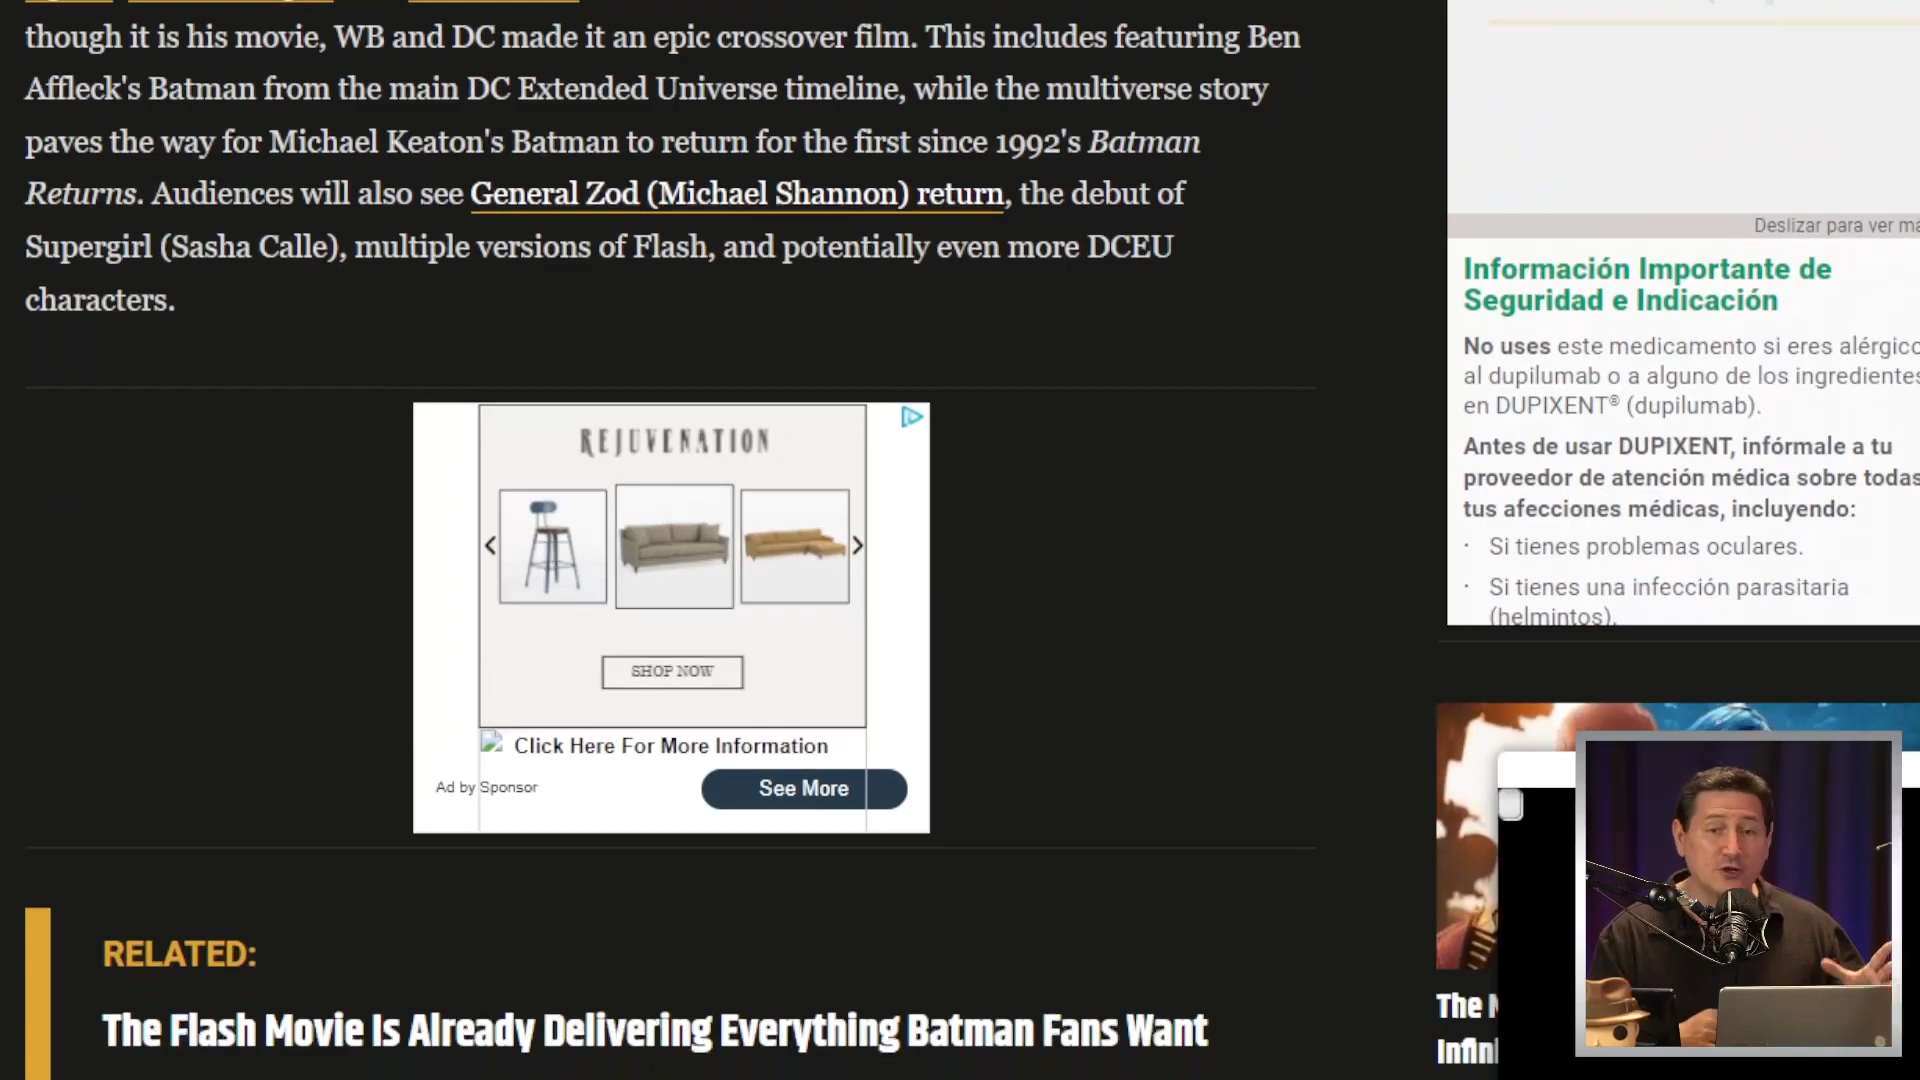 though it is his movie, WB and DC made it an epic crossover film. This includes featuring Ben
Affleck's Batman from the main DC Extended Universe timeline, while the multiverse story
paves the way for Michael Keaton's Batman to return for the first since 1992's Batman
Returns. Audiences will also see General Zod (Michael Shannon) return, the debut of
Supergirl (Sasha Calle), multiple versions of Flash, and potentially even more DCEU
characters.
REJUVENATION
SHOP NOW
Click Here For More Information
Ad by Sponsor
See More
RELATED:
The Flash Movie Is Already Delivering Everything Batman Fans Want
Deslizar para ver má
Información Importante de
Seguridad e Indicación
No uses este medicamento si eres alérgico
al dupilumab o a alguno de los ingredientes
en DUPIXENT® (dupilumab).
Antes de usar DUPIXENT, infórmale a tu
proveedor de atención médica sobre todas
tus afecciones médicas, incluyendo:
· Si tienes problemas oculares.
· Si tienes una infección parasitaria
(helmintos).
The
Infin